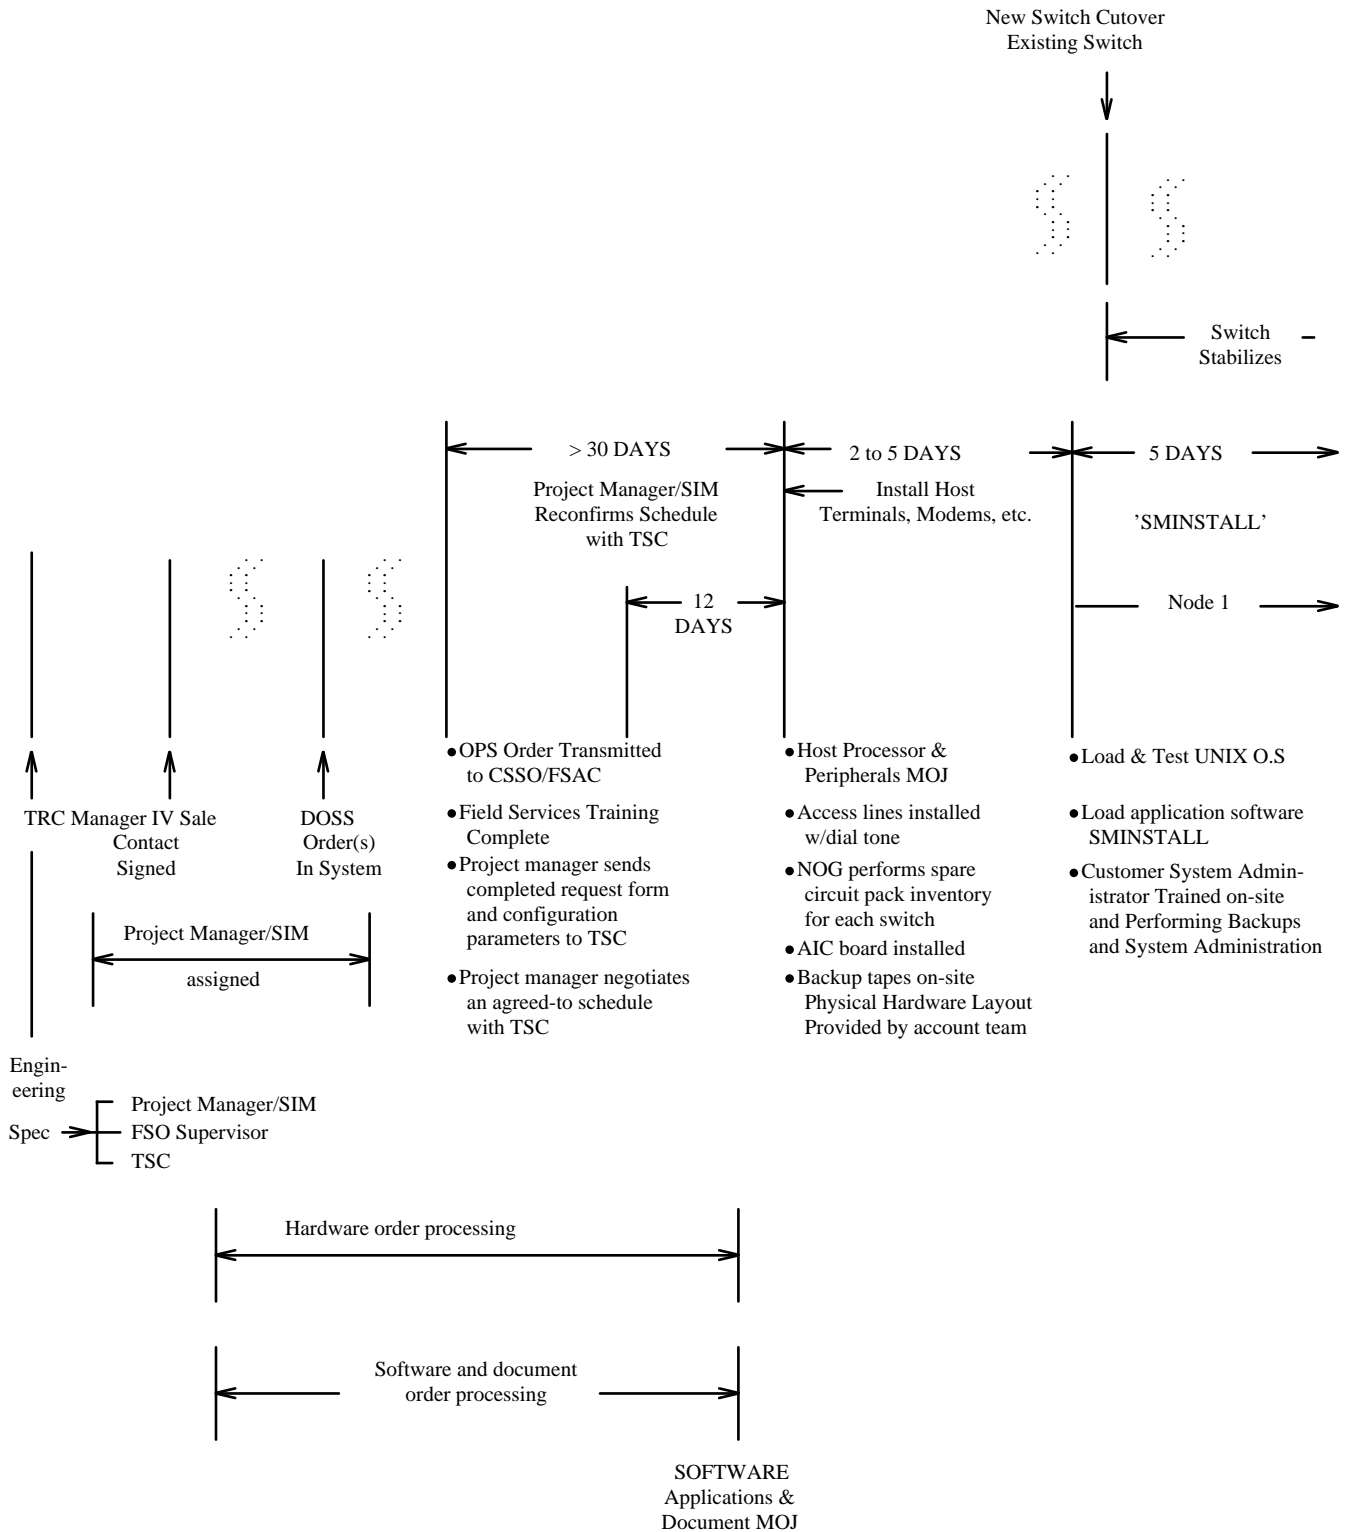 New Switch Cutover
Existing Switch
Switch
Stabilizes
> 30 DAYS
2 to 5 DAYS
5 DAYS
Project Manager/SIM
Reconfirms Schedule
with TSC
Install Host
Terminals, Modems, etc.
’SMINSTALL’
12
DAYS
Node 1
TRC Manager IV Sale
Contact
Signed
DOSS
Order(s)
In System
Project Manager/SIM
assigned
●OPS Order Transmitted
to CSSO/FSAC
●Field Services Training
Complete
●Project manager sends
completed request form
and configuration
parameters to TSC
●Project manager negotiates
an agreed-to schedule
with TSC
●Host Processor &
Peripherals MOJ
●Access lines installed
w/dial tone
●NOG performs spare
circuit pack inventory
for each switch
●AIC board installed
●Backup tapes on-site
Physical Hardware Layout
Provided by account team
●Load & Test UNIX O.S
●Load application software
SMINSTALL
●Customer System Admin-
istrator Trained on-site
and Performing Backups
and System Administration
Engin-
eering
Spec
Project Manager/SIM
FSO Supervisor
TSC
Hardware order processing
Software and document
order processing
SOFTWARE
Applications &
Document MOJ